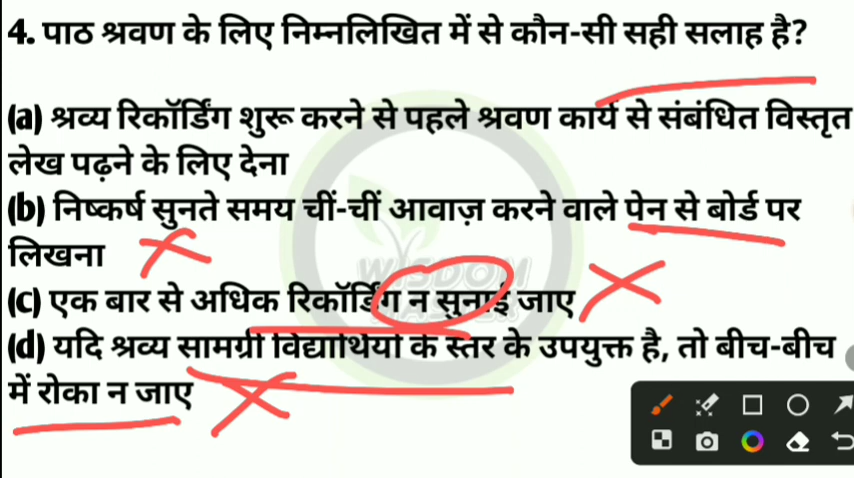 4. पाठ श्रवण के लिए निम्नलिखित में से कौन-सी सही सलाह है?
(a) श्रव्य रिकॉर्डिंग शुरू करने से पहले श्रवण कार्य से संबंधित विस्तृत
लेख पढ़ने के लिए देना
(b) निष्कर्ष सुनते समय चीं-चीं आवाज़ करने वाले पेन से बोर्ड पर
लिखना
WISDOM
(c) एक बार से अधिक रिकॉर्डिंग न सुनाई जाए
(d) यदि श्रव्य सामग्री विद्यार्थियों के स्तर के उपयुक्त है, तो बीच-बीच
में रोका न जाए